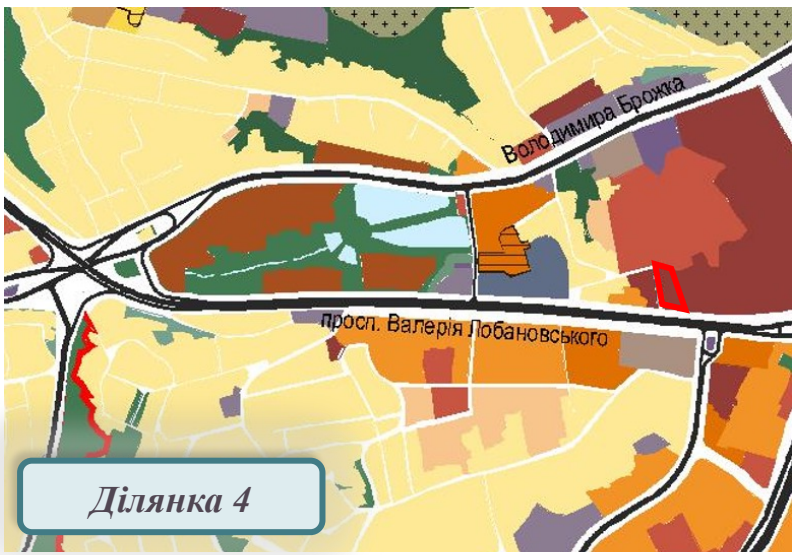 Володимира Брожка
просп. Валерія Лобановського
Ділянка 4